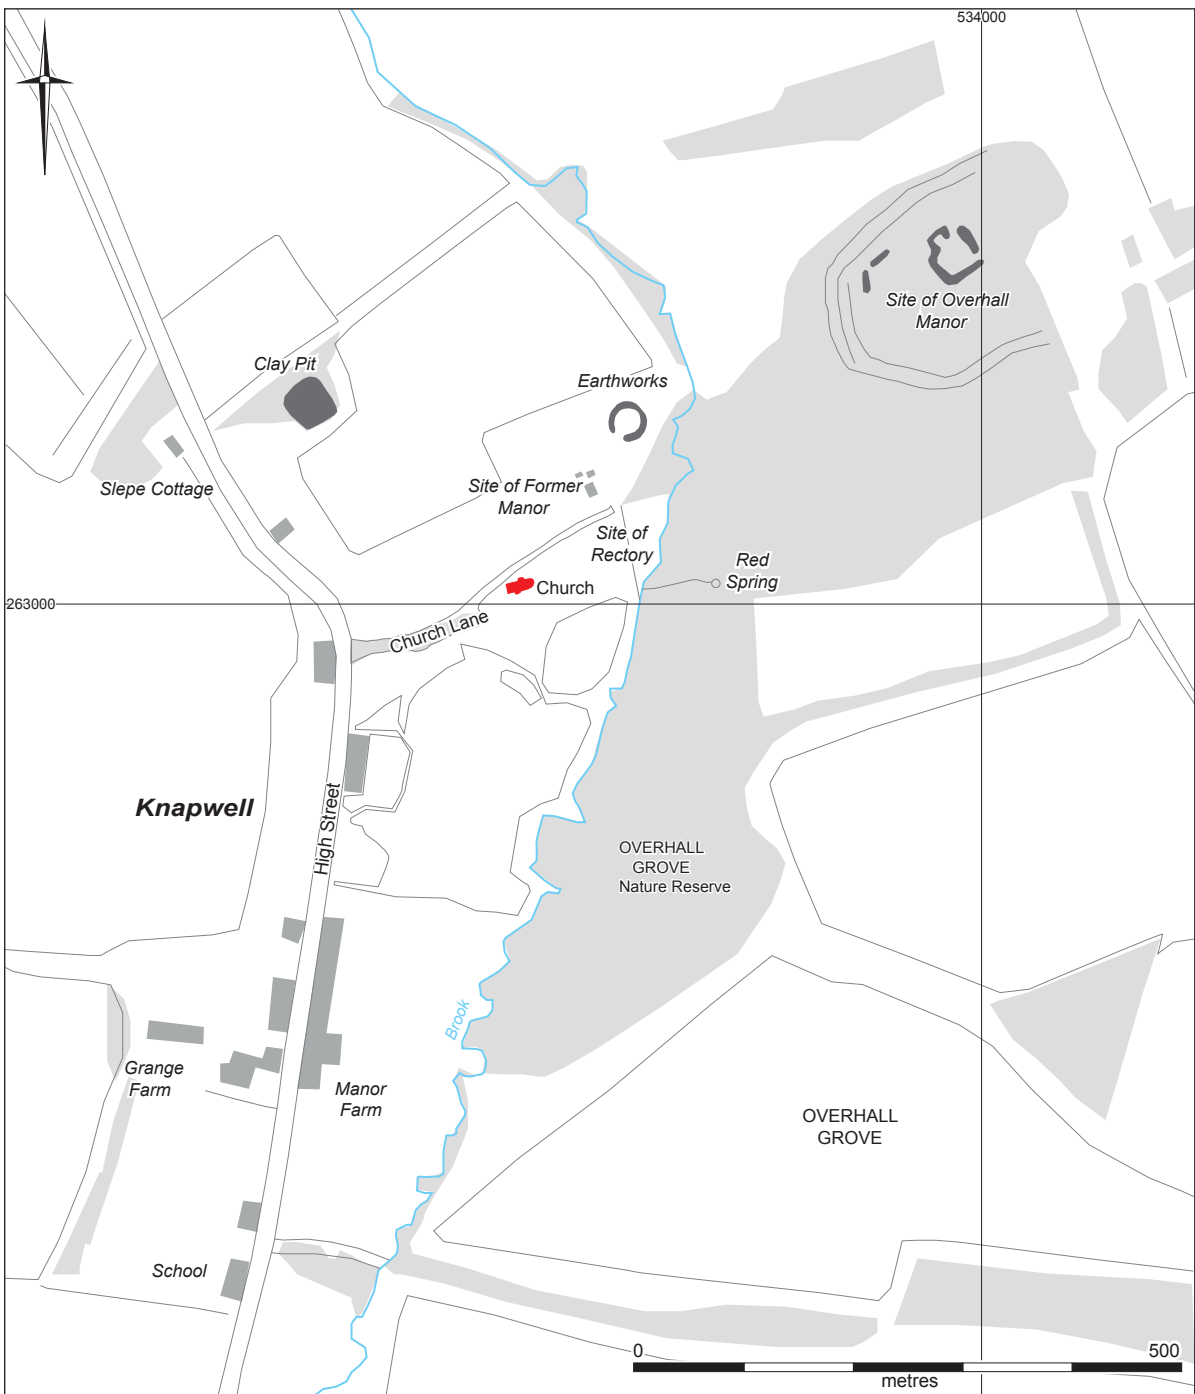 534000
Clay Pit
Site of Overhall
Manor
Earthworks
Slepe Cottage
Site of Former
Manor
Site of
Rectory
Red
Spring
Church
263000
Church Lane
Knapwell
High Street
OVERHALL
GROVE
Nature Reserve
Brook
Grange
Farm
Manor
Farm
OVERHALL
GROVE
School
0
500
metres